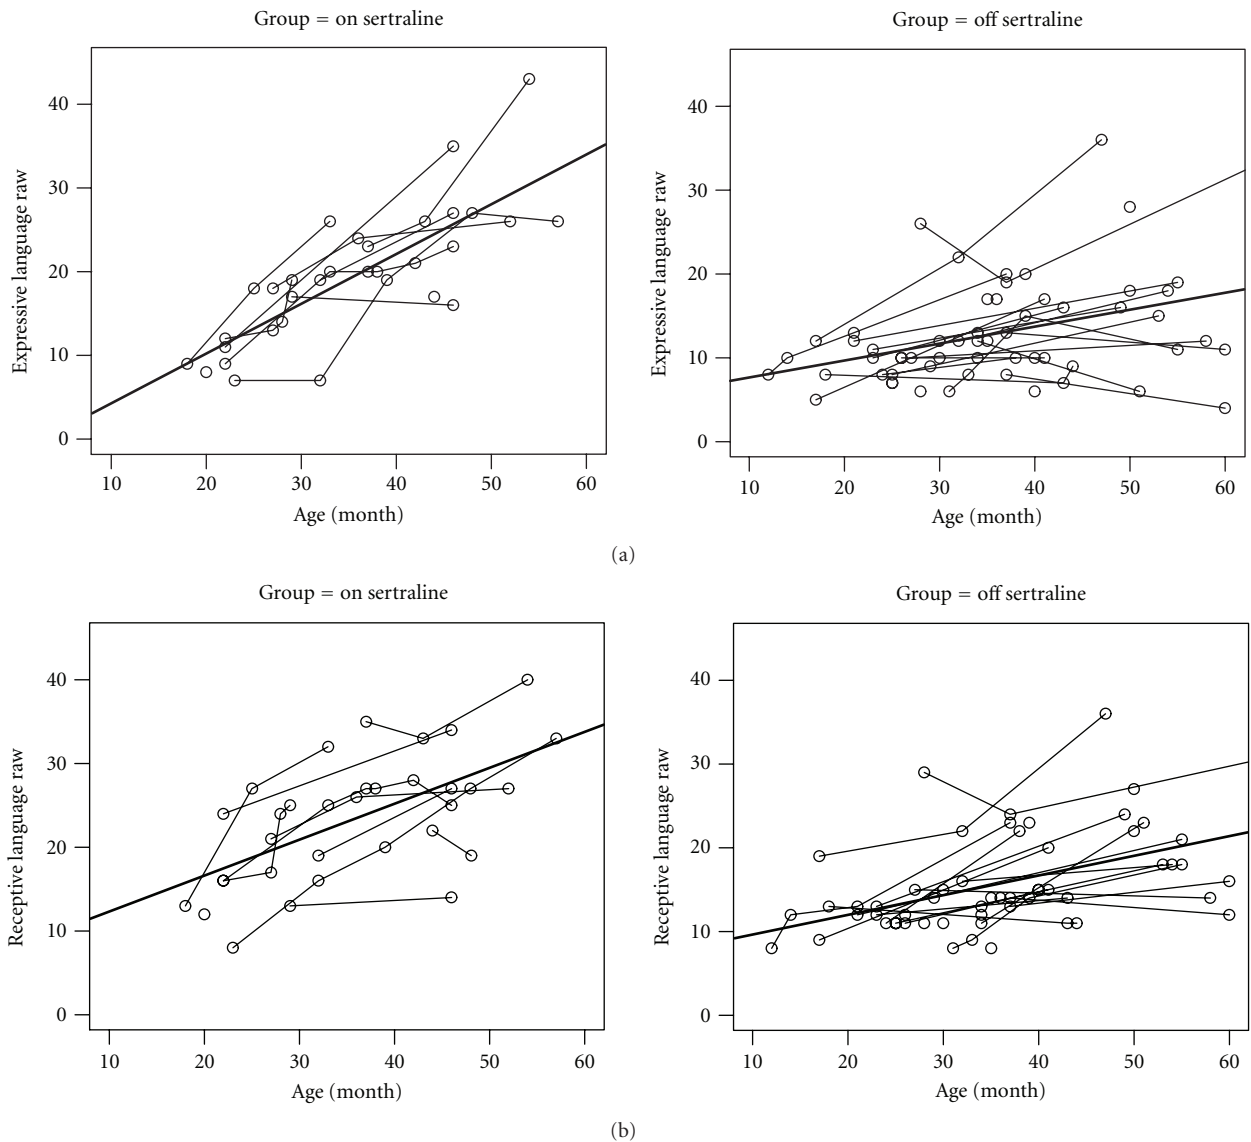 Group = on sertraline
Group = off sertraline
Expressive language raw
40
30
20
10
0
10 20 30 40 50 60
Age (month)
Expressive language raw
40
30
20
10
0
10 20 30 40 50 60
Age (month)
(a)
Group = on sertraline
Group = off sertraline
Receptive language raw
40
30
20
10
0
10 20 30 40 50 60
Age (month)
Receptive language raw
40
30
20
10
0
10 20 30 40 50 60
Age (month)
(b)